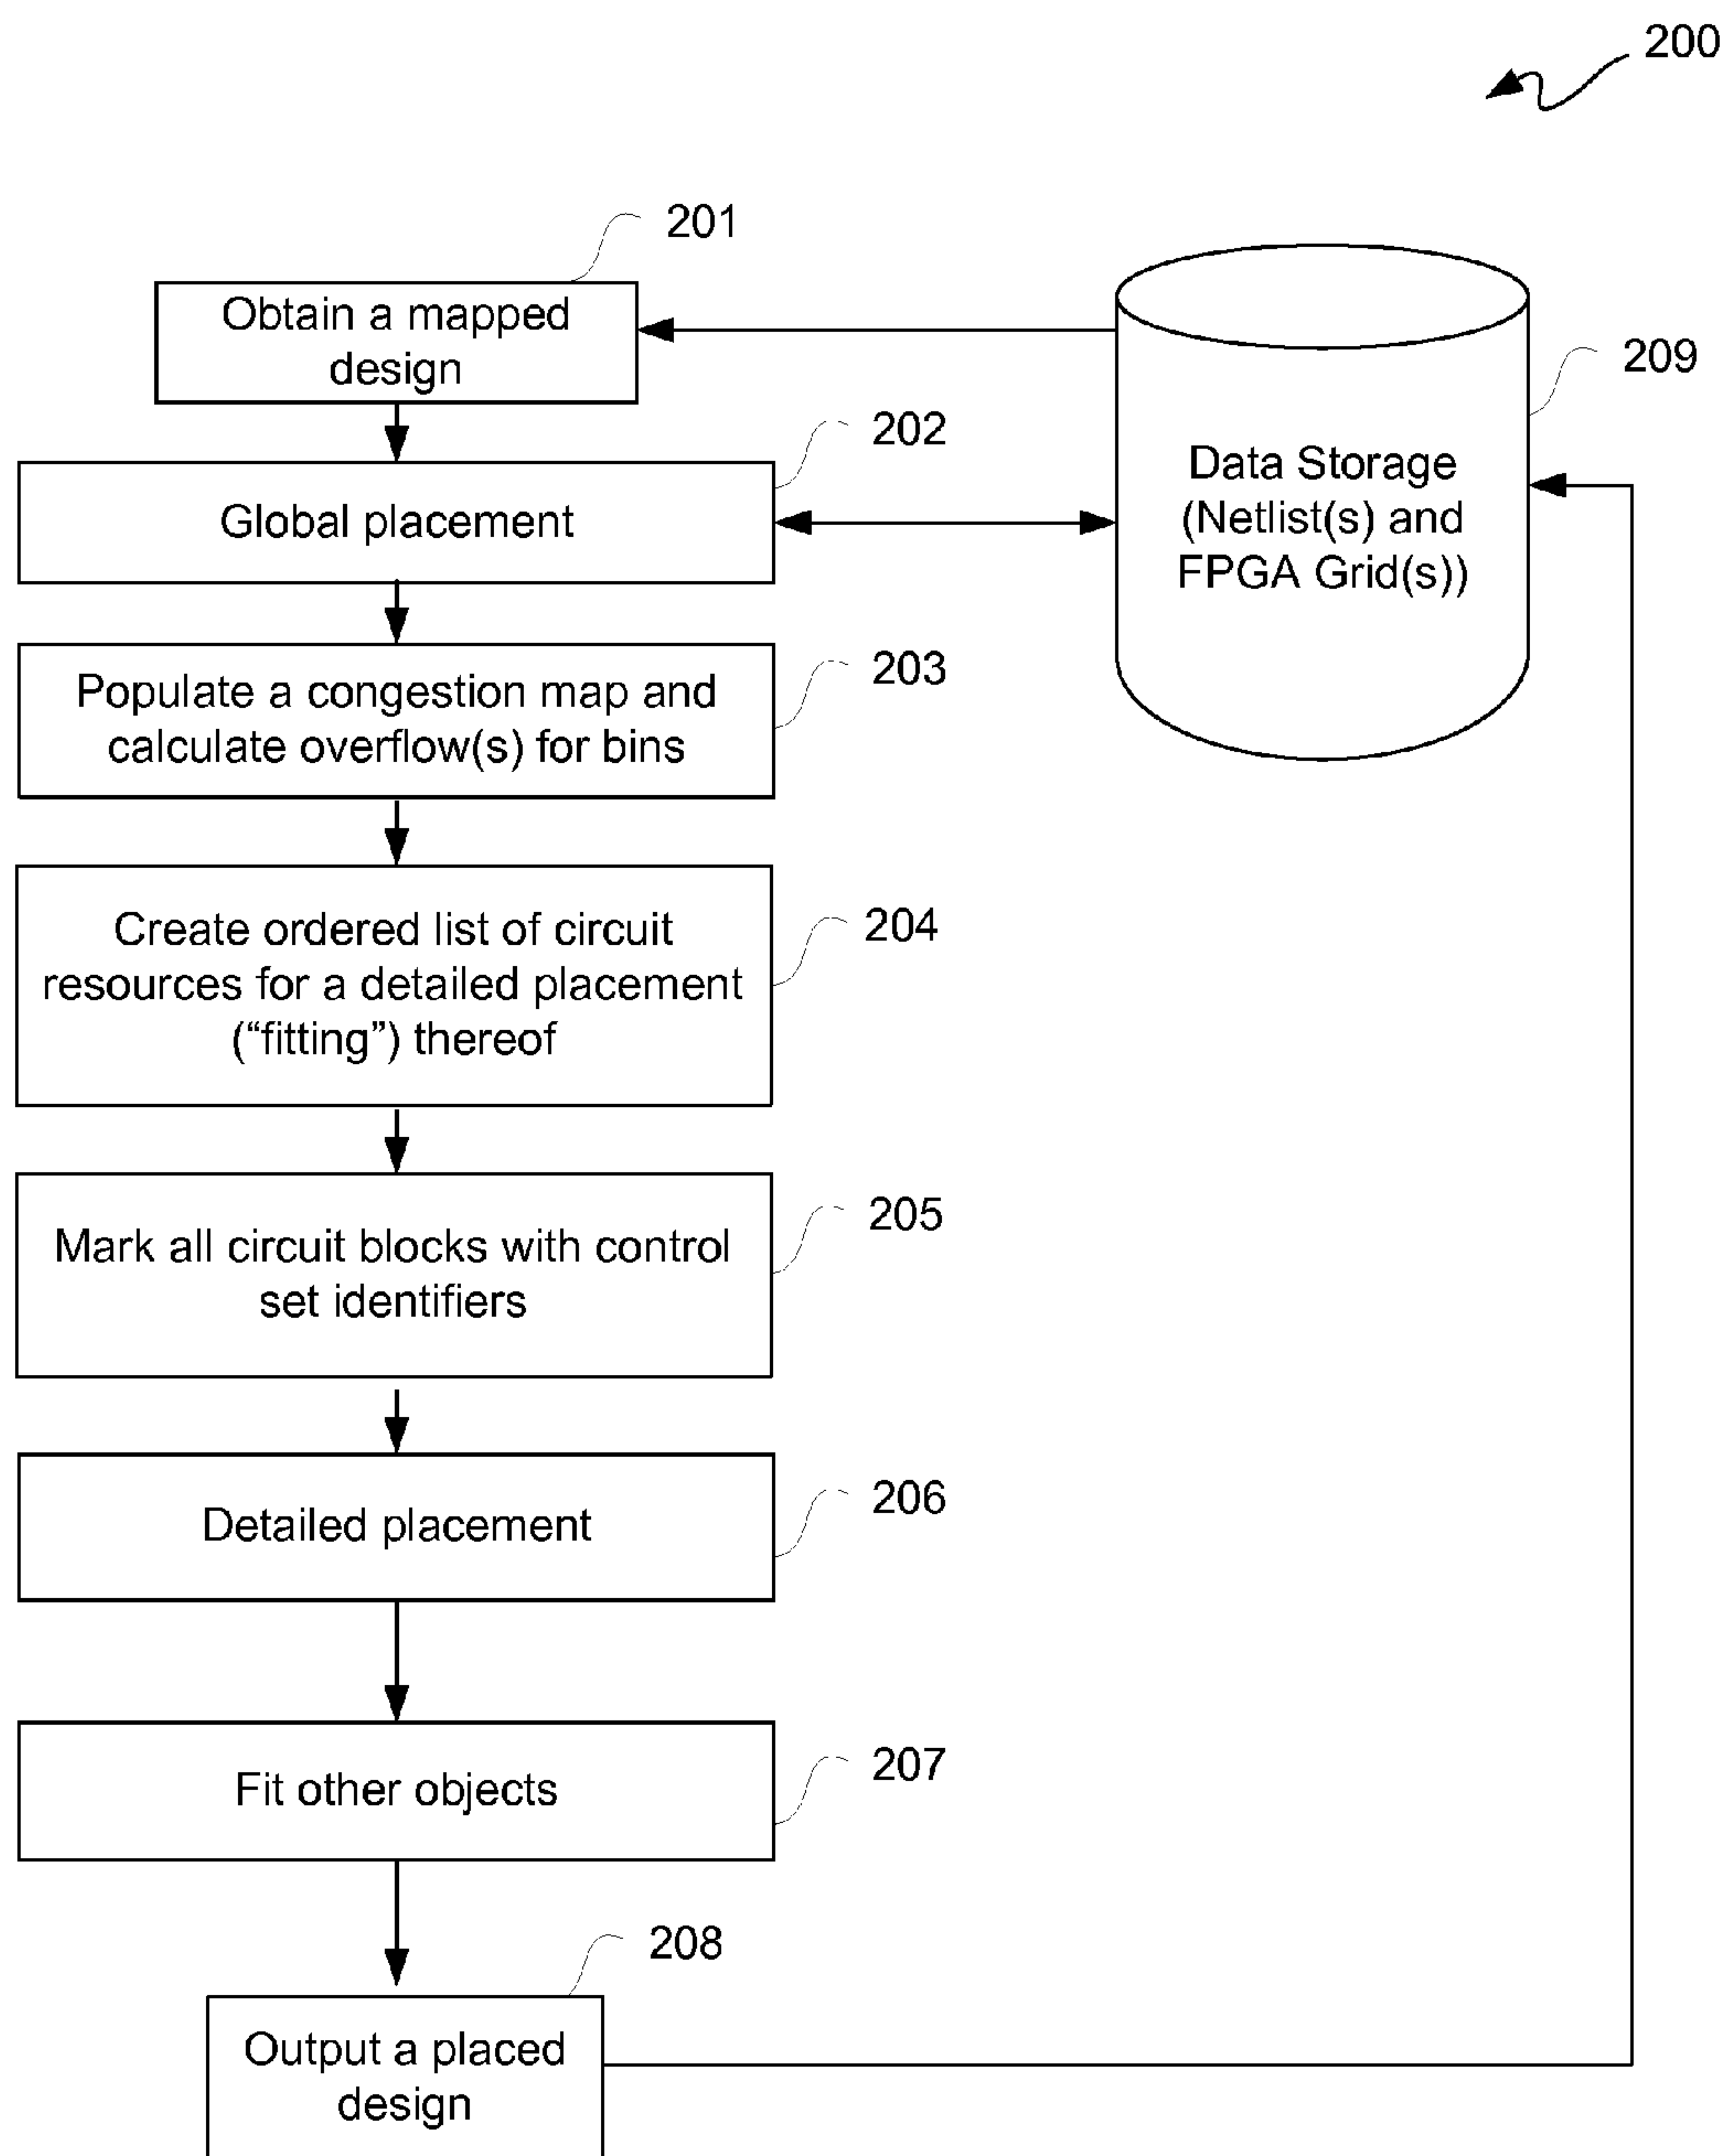 200
201
Obtain a mapped
design
209
Data Storage
(Netlist(s) and
FPGA Grid(s))
202
Global placement
203
Populate a congestion map and
calculate overflow(s) for bins
204
Create ordered list of circuit
resources for a detailed placement
(“fitting”) thereof
205
Mark all circuit blocks with control
set identifiers
206
Detailed placement
207
Fit other objects
208
Output a placed
design